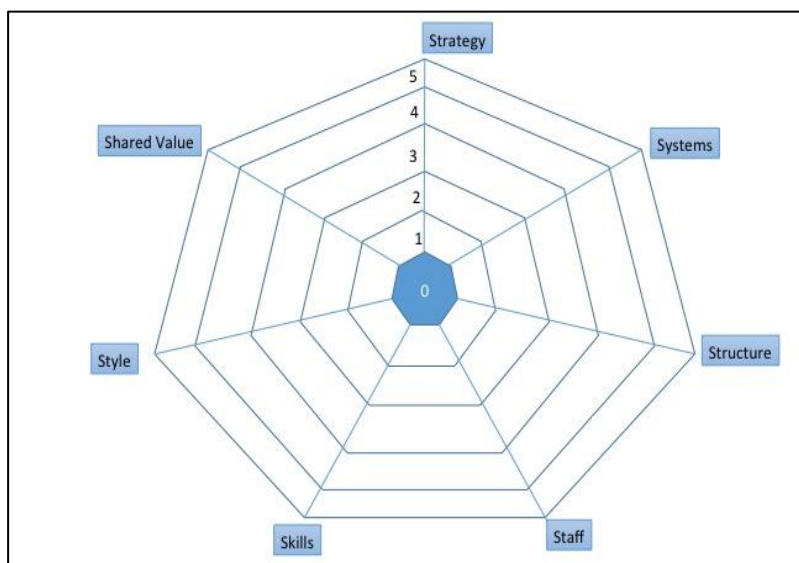 Strategy
5
4
Shared Value
Systems
3
2
1
0
Style
Structure
Skills
Staff